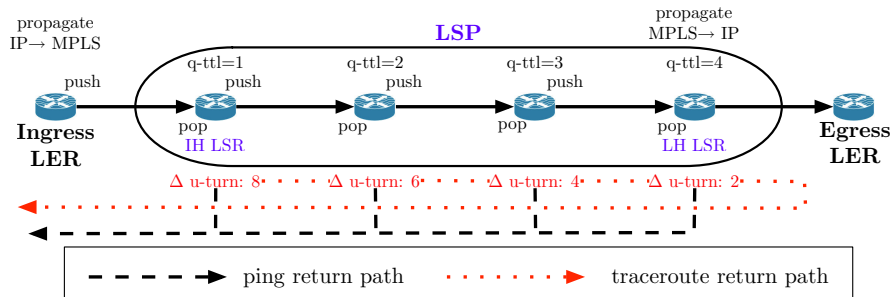 propagate
IP→ MPLS
LSP
propagate
MPLS→ IP
q-ttl=1
q-ttl=2
q-ttl=3
q-ttl=4
push
push
push
push
Ingress
LER
pop
pop
pop
pop
Egress
LER
IH LSR
LH LSR
Δ u-turn: 8
Δ u-turn: 6
Δ u-turn: 4
Δ u-turn: 2
ping return path
traceroute return path